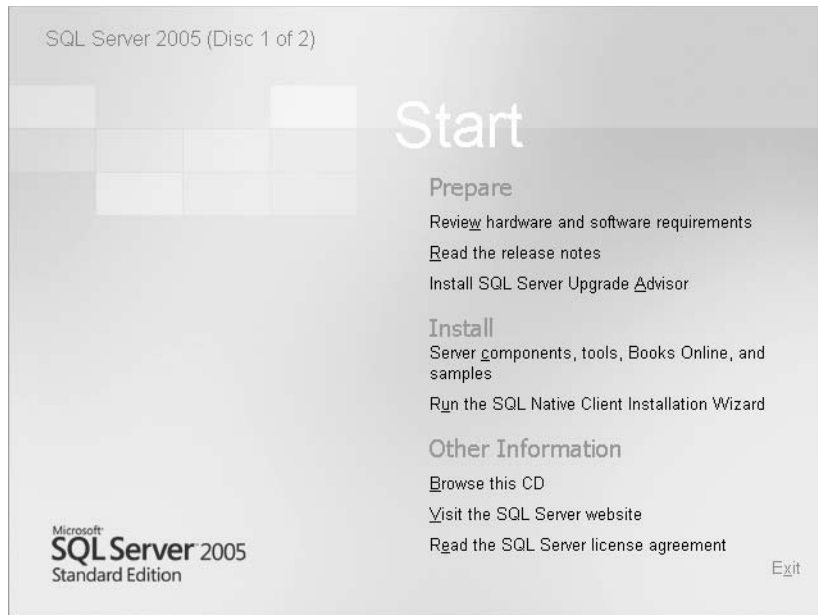 SQL Server 2005 (Disc 1 of 2)
Start
Prepare
Review hardware and software requirements
Read the release notes
Install SQL Server Upgrade Advisor
Install
Server components, tools, Books Online, and
samples
Run the SQL Native Client Installation Wizard
Other Information
Browse this CD
Visit the SQL Server website
Read the SQL Server license agreement
Exit
Microsoft
SQL Server 2005
Standard Edition